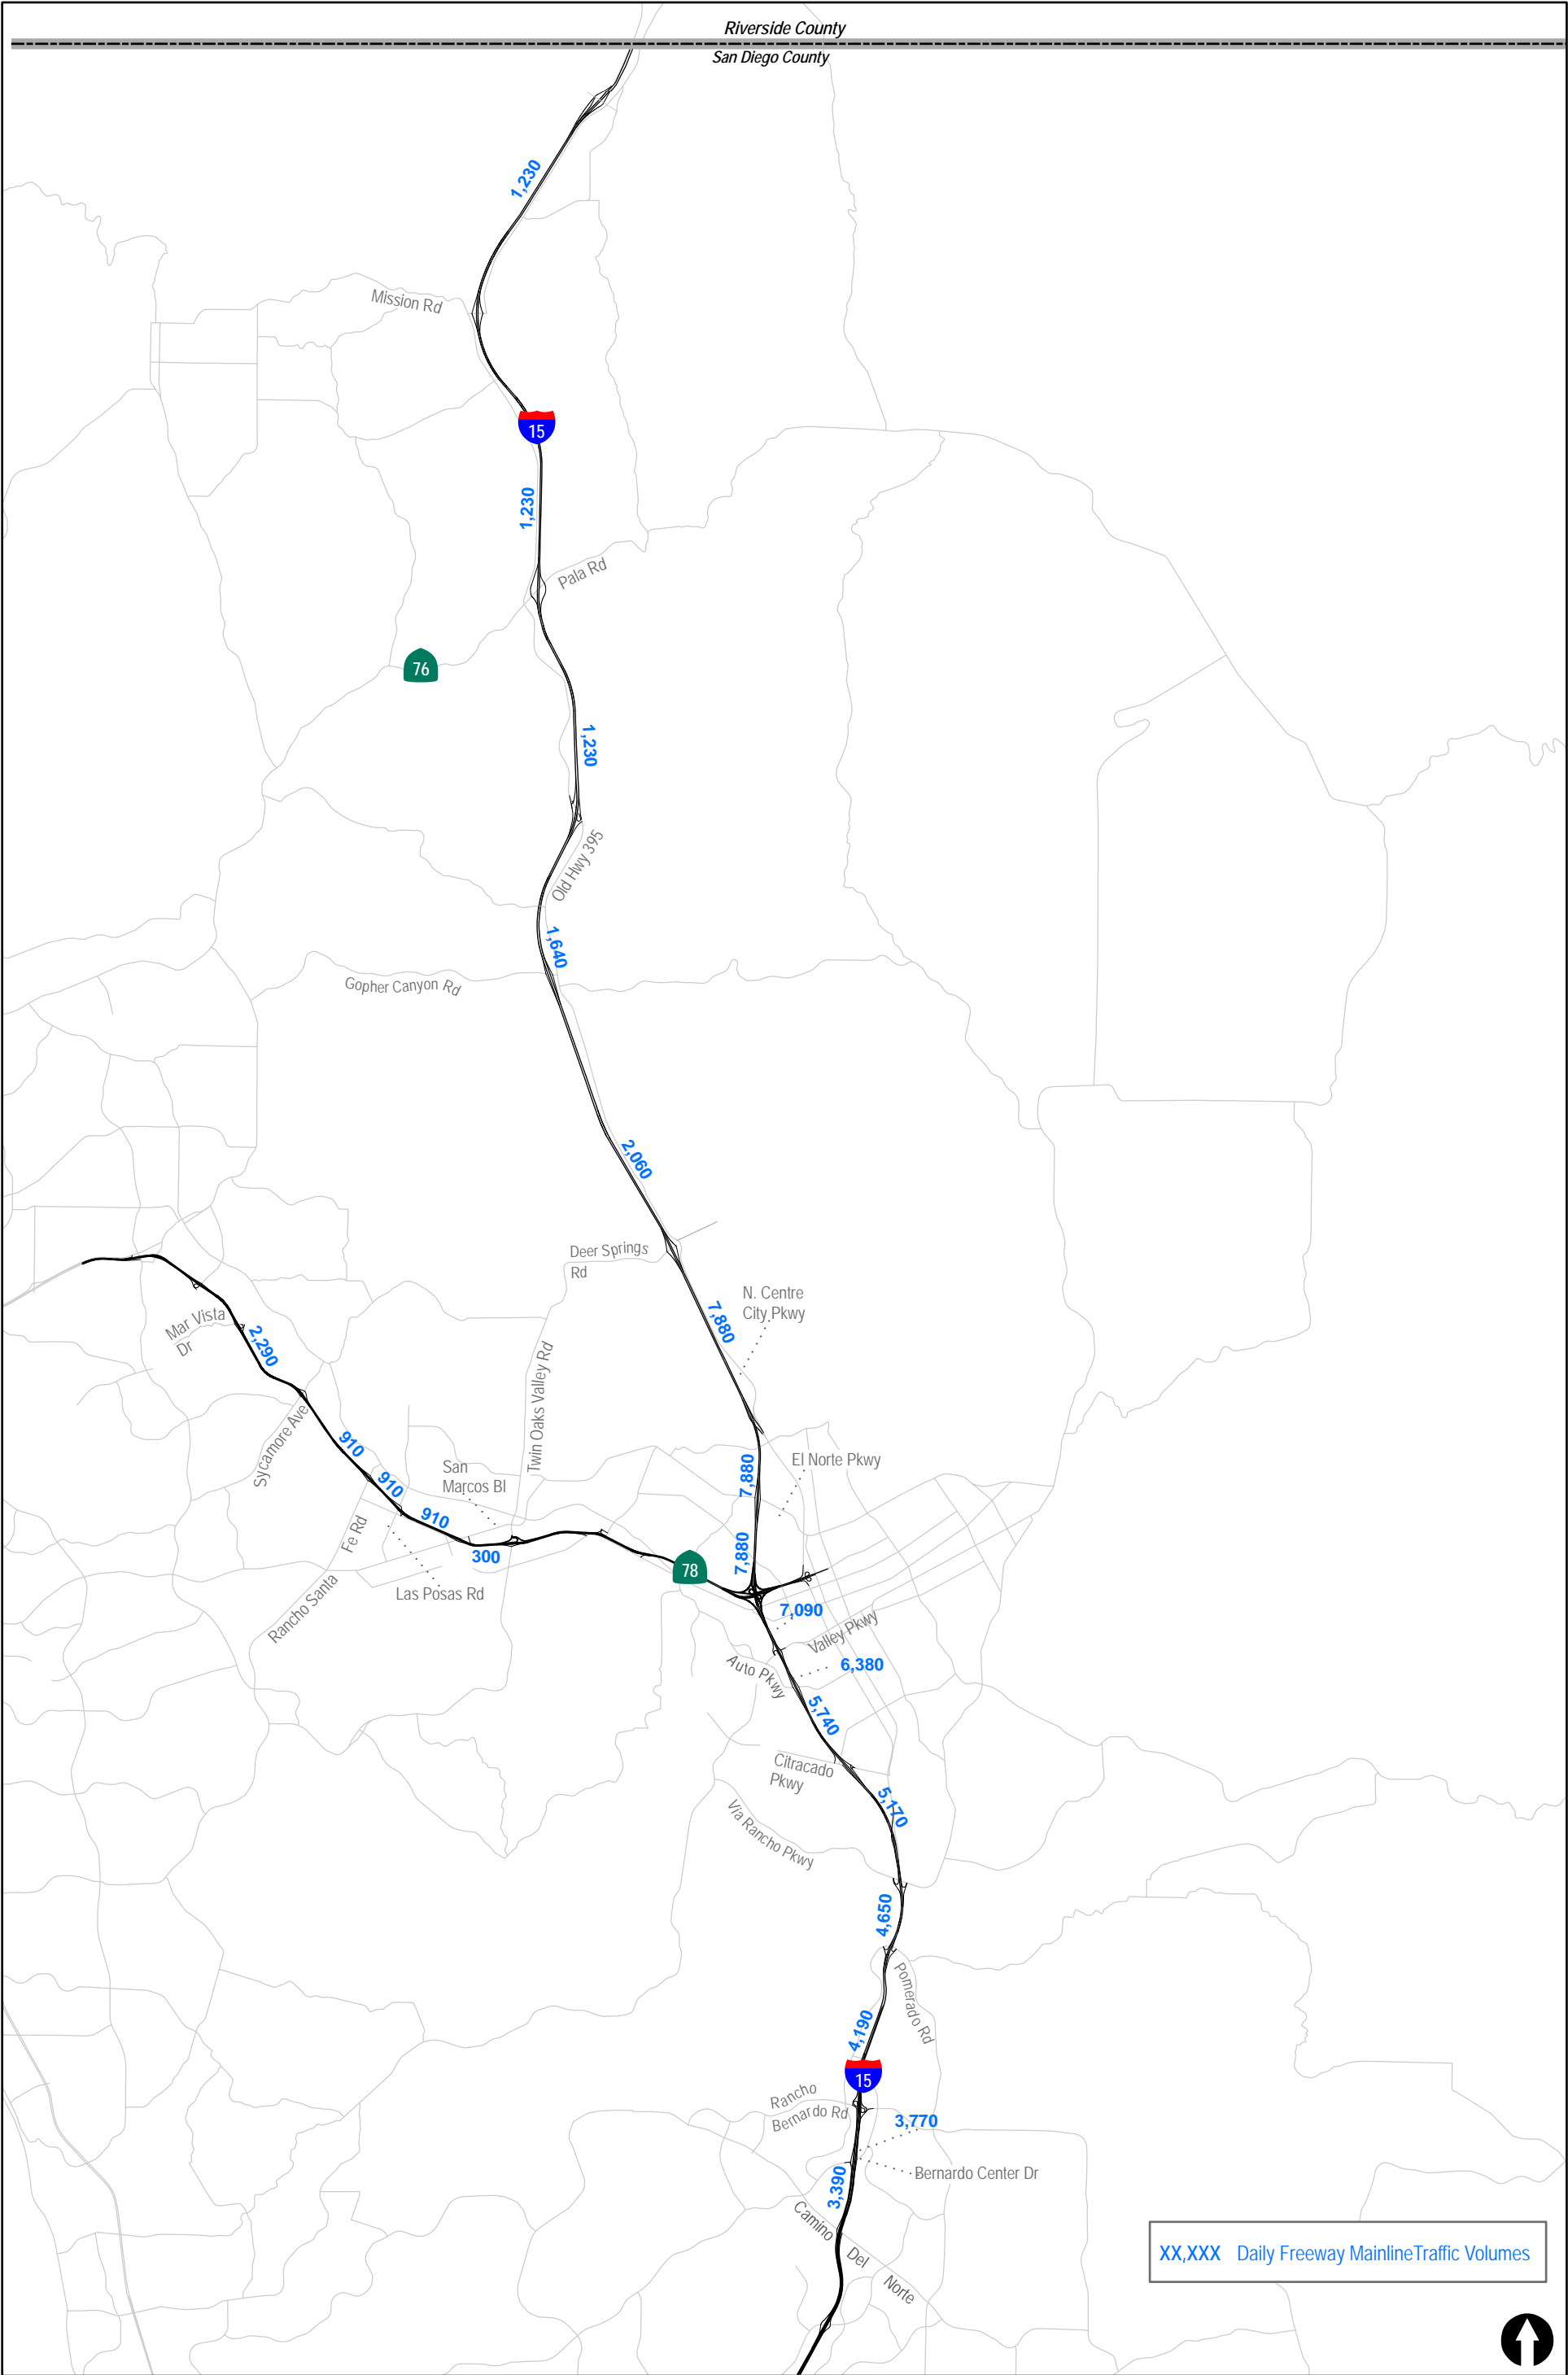 Riverside County
San Diego County
1,230
Mission Rd
15
1,230
Pala Rd
76
1,230
Old Hwy 395
1,640
Gopher Canyon Rd
2,060
Deer Springs
Rd
N. Centre
City Pkwy
7,880
Mar Vista
Dr
2,290
Twin Oaks Valley Rd
Sycamore Ave
910
San
Marcos Bl
El Norte Pkwy
7,880
910
910
Fe Rd
300
7,880
78
Las Posas Rd
Rancho Santa
7,090
Valley Pkwy
6,380
Auto Pkwy
5,740
Citracado
Pkwy
5,170
Via Rancho Pkwy
4,650
Pomerado Rd
4,190
15
Rancho
Bernardo Rd
3,770
Bernardo Center Dr
3,390
Camino
Del
Norte
XX,XXX Daily Freeway MainlineTraffic Volumes